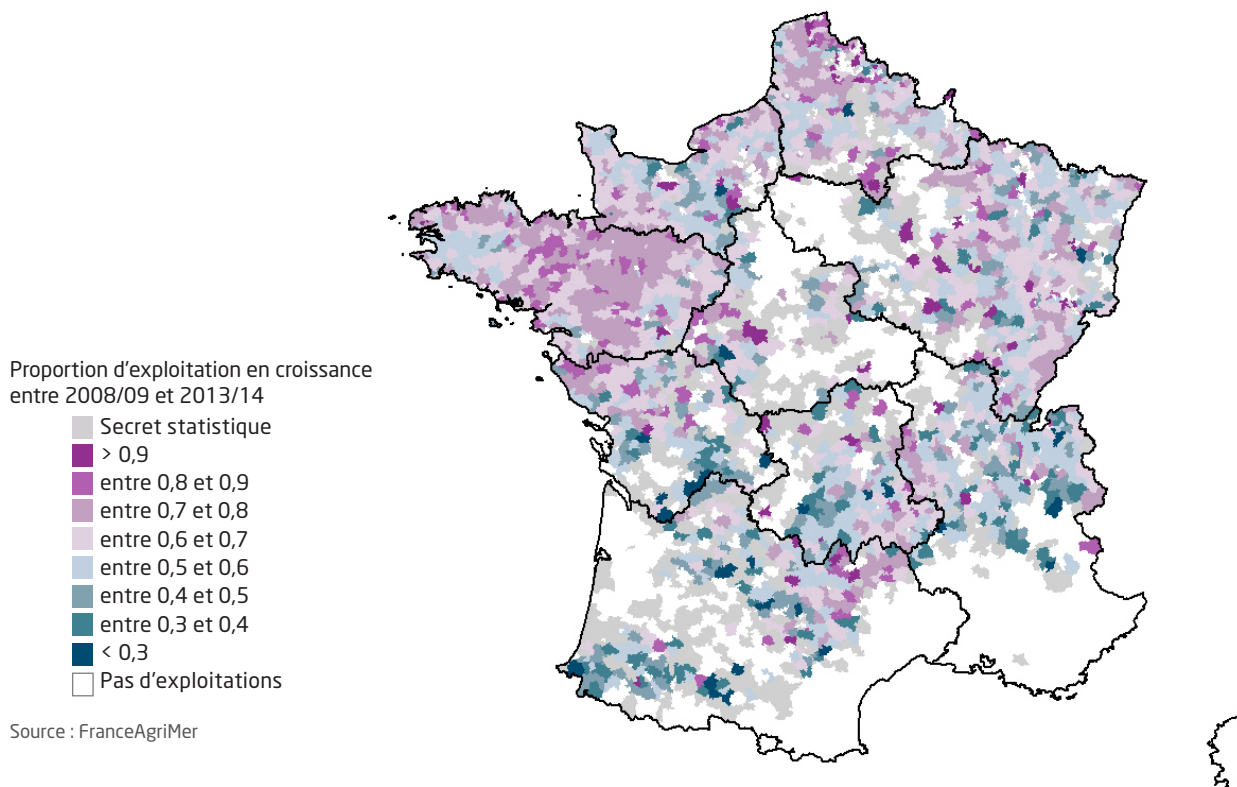 Proportion d'exploitation en croissance
entre 2008/09 et 2013/14
Secret statistique
> 0,9
entre 0,8 et 0,9
entre 0,7 et 0,8
entre 0,6 et 0,7
entre 0,5 et 0,6
entre 0,4 et 0,5
entre 0,3 et 0,4
< 0,3
Pas d'exploitations
Source : FranceAgriMer